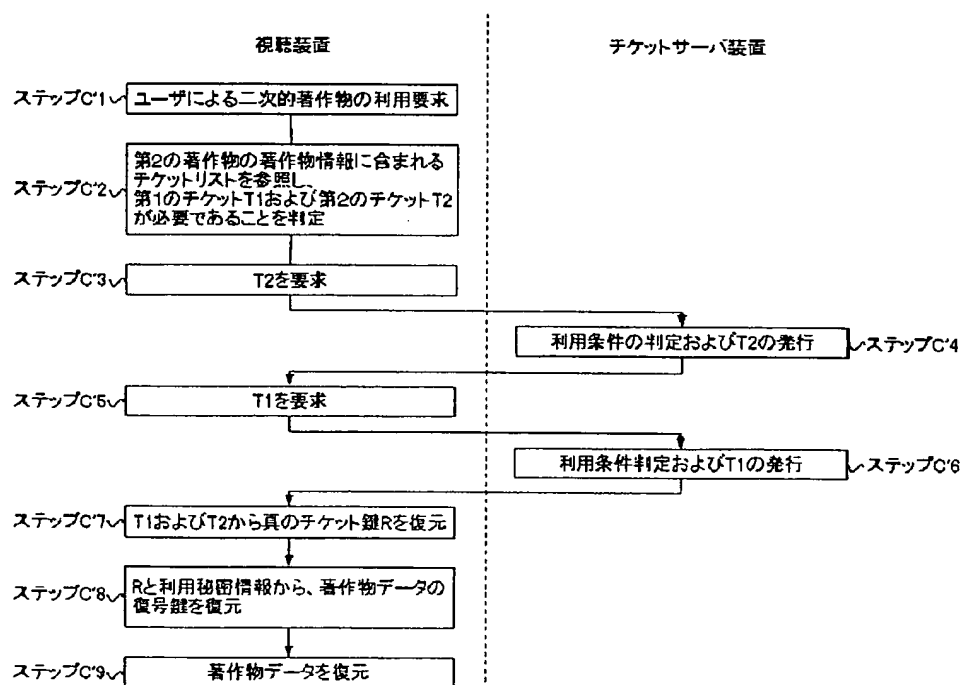 視聴装置
チケットサーバ装置
ステップC'1
ユーザによる二次的著作物の利用要求
ステップC'2
第2の著作物の著作物情報に含まれる
チケットリストを参照し、
第1のチケットT1および第2のチケットT2
が必要であることを判定
ステップC'3
T2を要求
利用条件の判定およびT2の発行
ステップC'4
ステップC'5
T1を要求
利用条件判定およびT1の発行
ステップC'6
ステップC'7
T1およびT2から真のチケット鍵Rを復元
ステップC'8
Rと利用秘密情報から、著作物データの
復号鍵を復元
ステップC'9
著作物データを復元